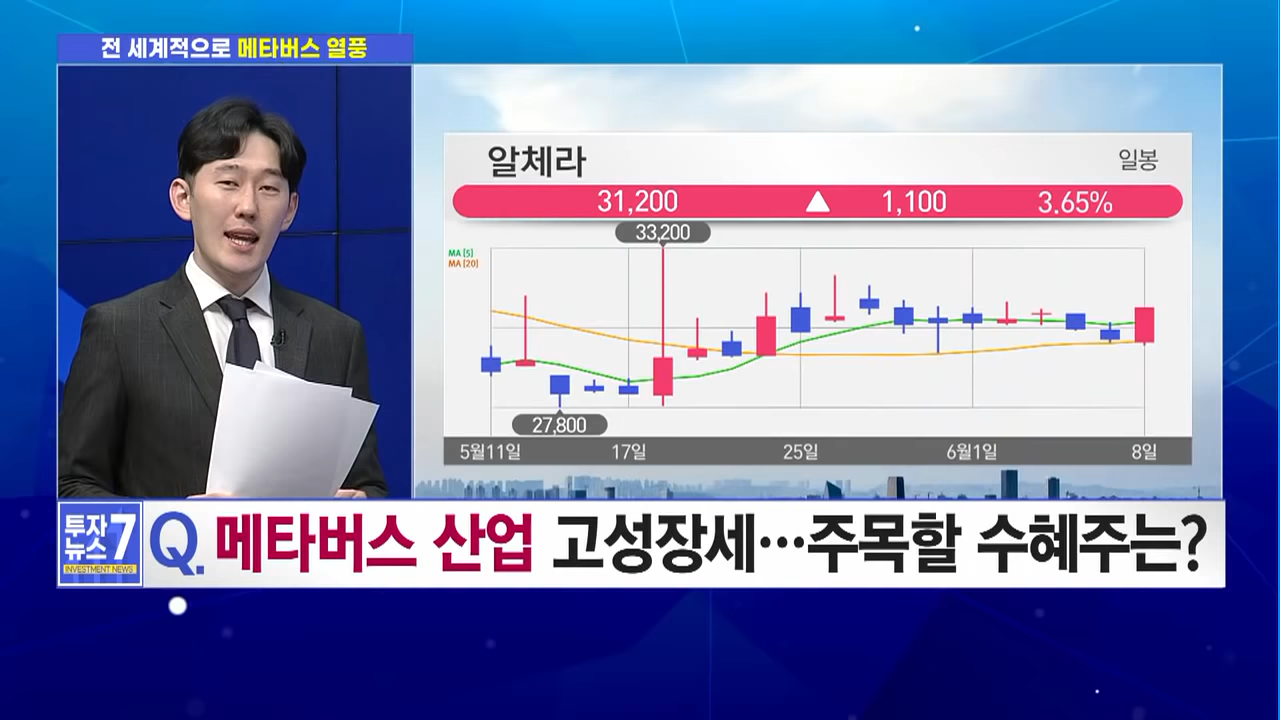 전 세계적으로 메타버스 열풍
알체라
일봉
31,200 ▲ 1,100 3.65%
33,200
MA [5]
MA [20]
27,800
5월11일 17일 25일 6월1일 8일
투자
뉴스7
INVESTMENT NEWS
Q. 메타버스 산업 고성장세…주목할 수혜주는?